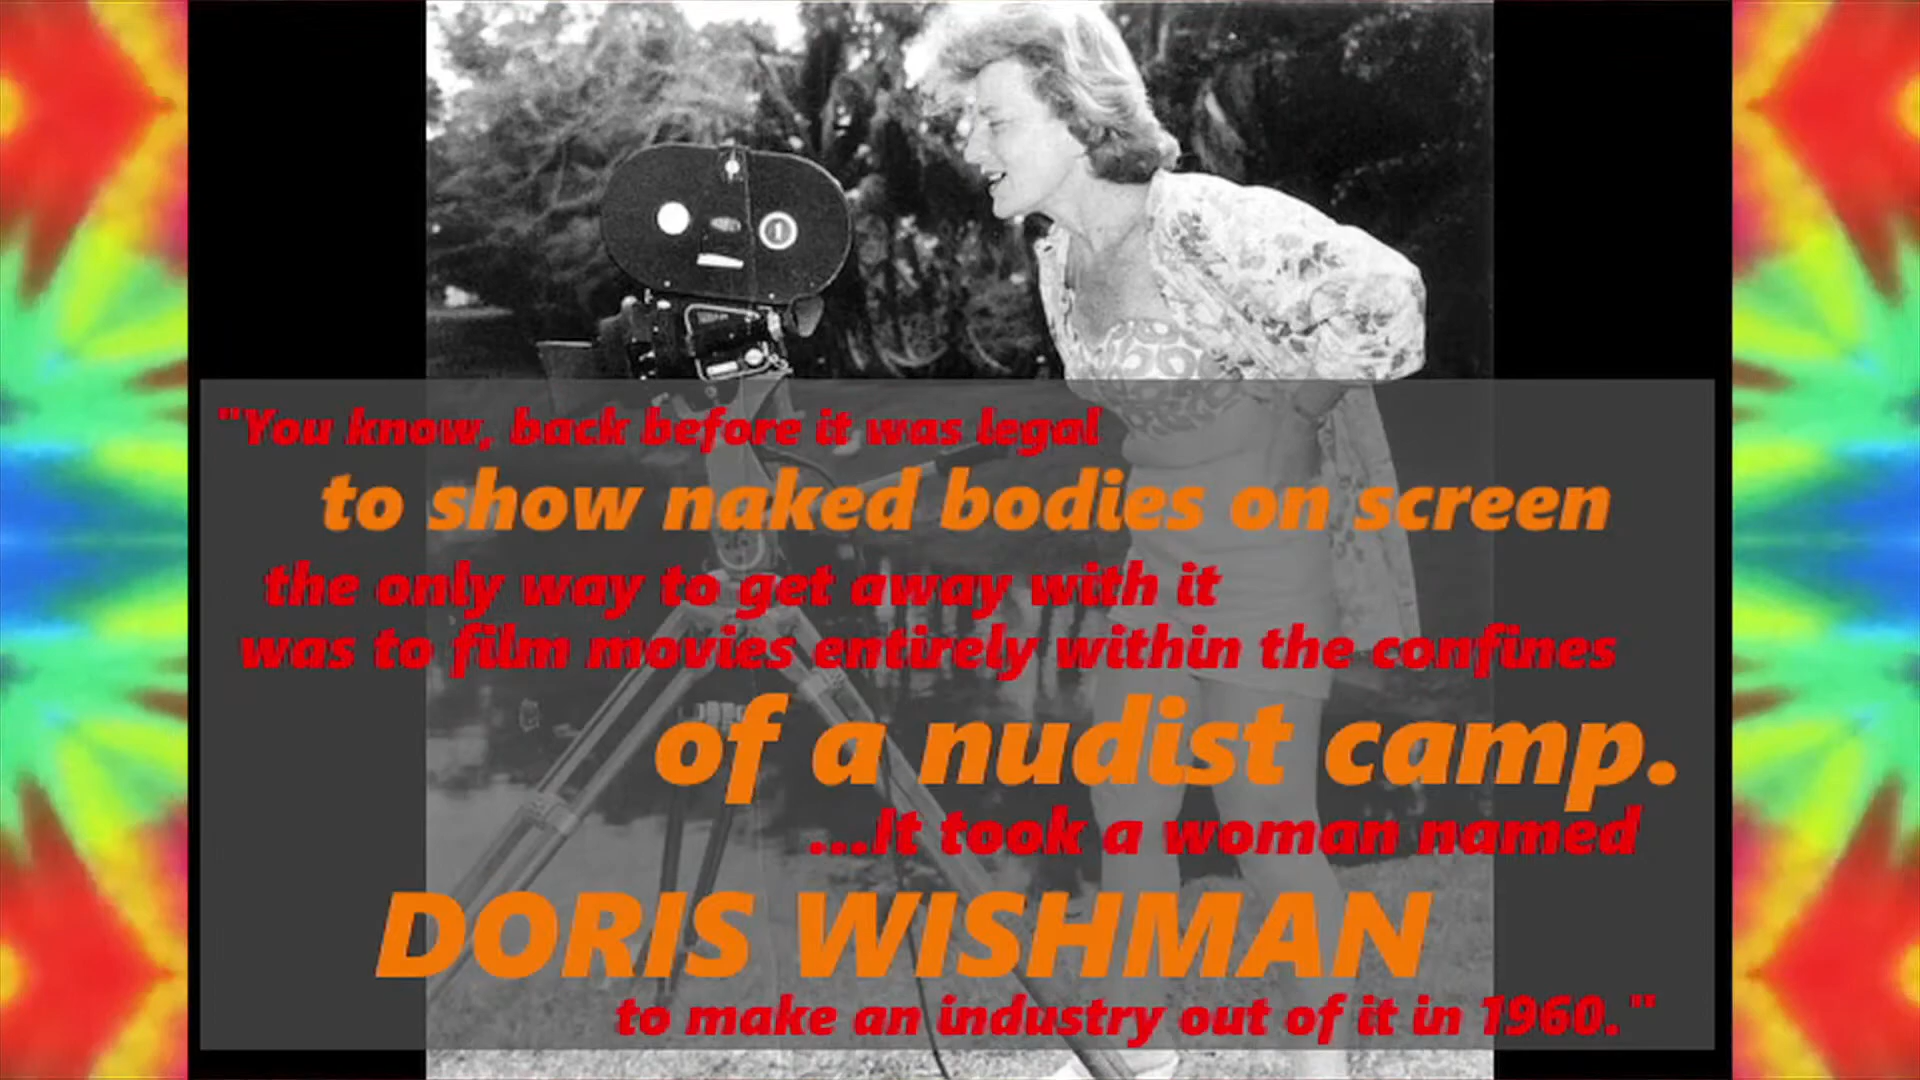 "You know, back before it was legal
to show naked bodies on screen
the only way to get away with it
was to film movies entirely within the confines
of a nudist camp.
...It took a woman named
DORIS WISHMAN
to make an industry out of it in 1960."